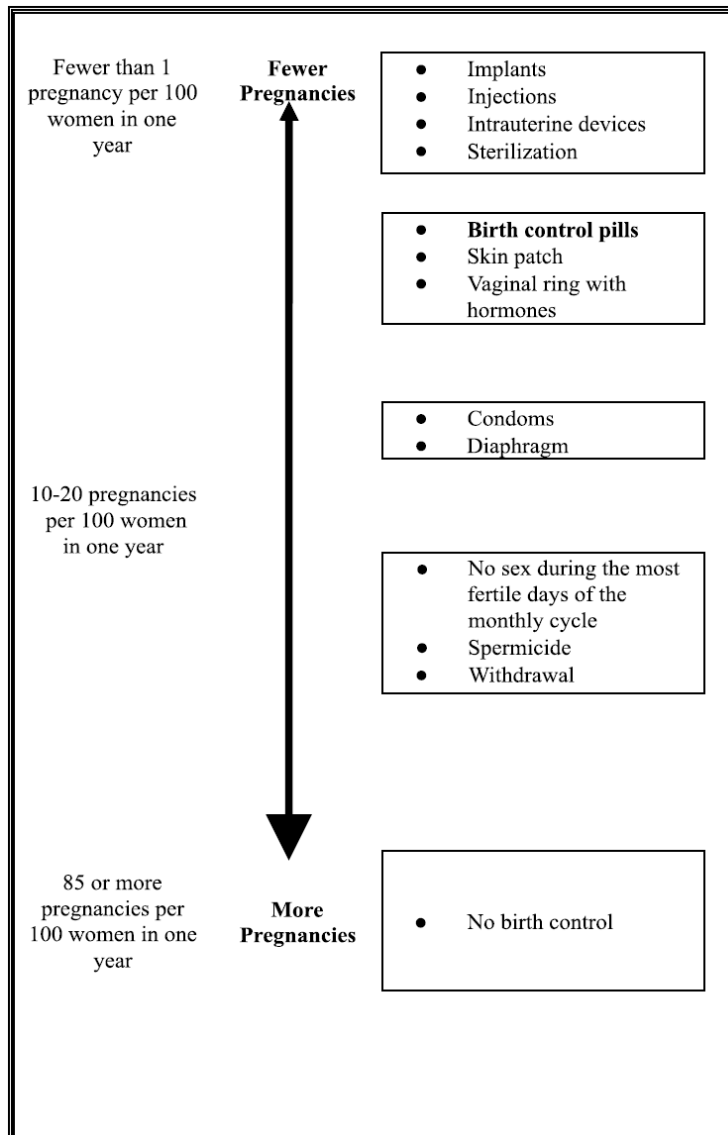 Fewer than 1
pregnancy per 100
women in one
year
Fewer
Pregnancies
● Implants
● Injections
● Intrauterine devices
● Sterilization
● Birth control pills
● Skin patch
● Vaginal ring with
hormones
● Condoms
● Diaphragm
10-20 pregnancies
per 100 women
in one year
● No sex during the most
fertile days of the
monthly cycle
● Spermicide
● Withdrawal
85 or more
pregnancies per
100 women in one
year
More
Pregnancies
● No birth control